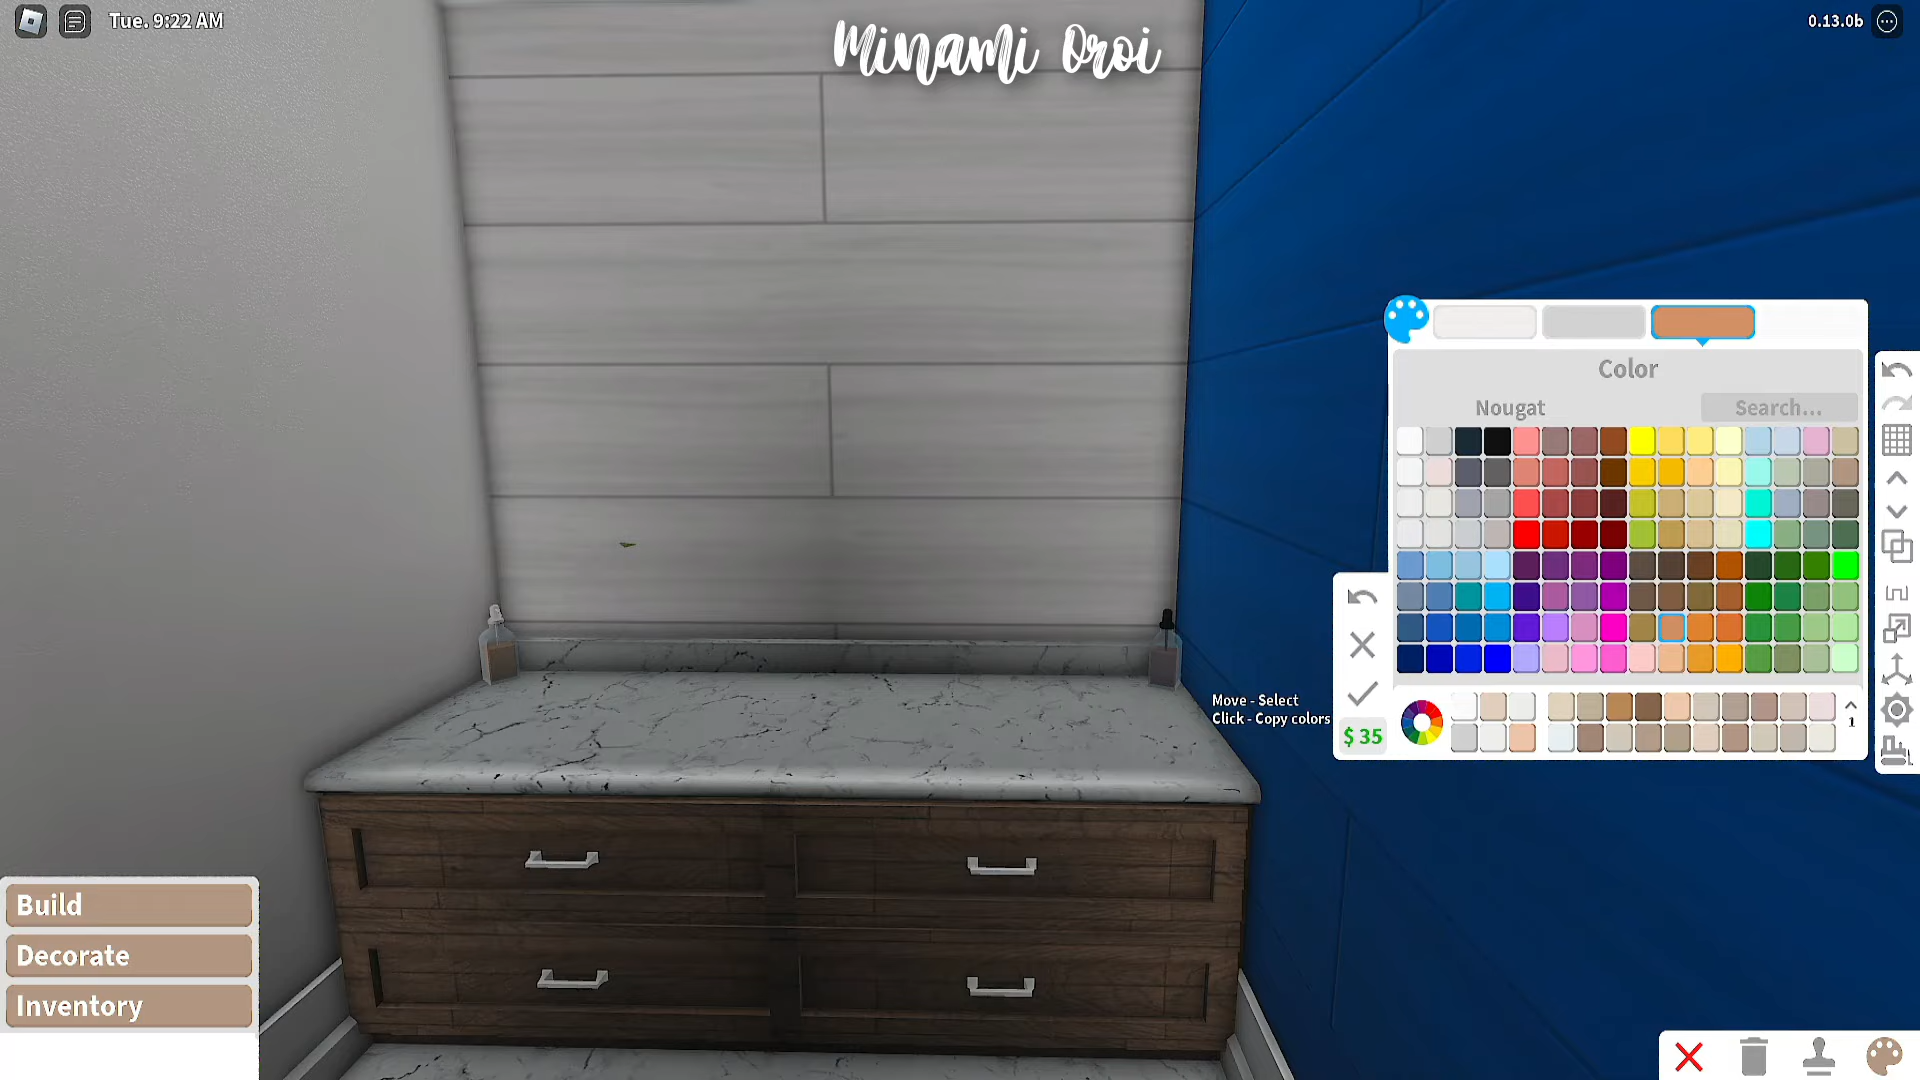 Tue. 9:22 AM
Minami Oroi
0.13.0b
Color
Nougat
Search...
Move - Select
Click - Copy colors
$ 35
1
Build
Decorate
Inventory